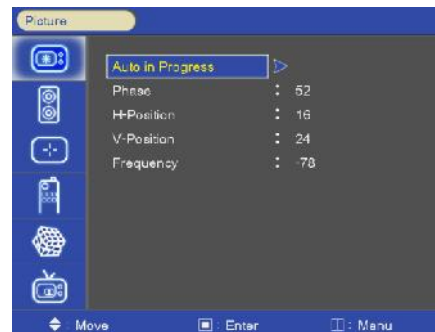 Picture
Auto in Progress
Phase : 52
H-Position : 16
V-Position : 24
Frequency : -78
: Move : Enter : Menu